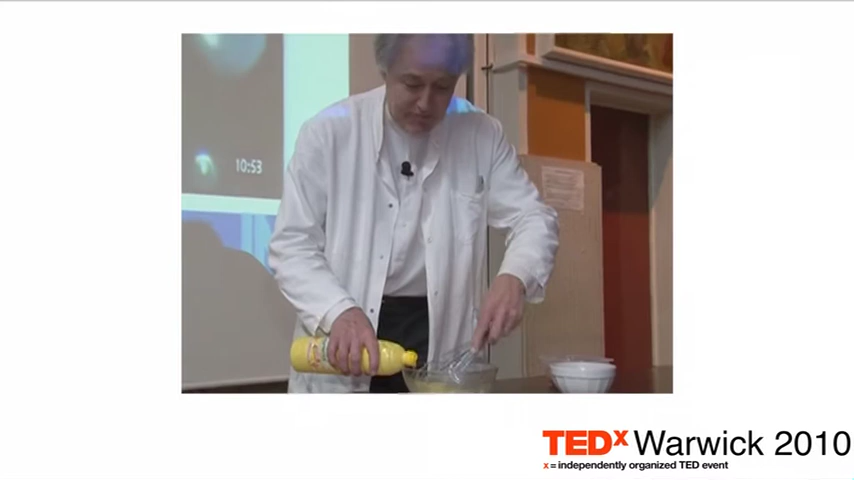 10:53
TEDx Warwick 2010
x = independently organized TED event